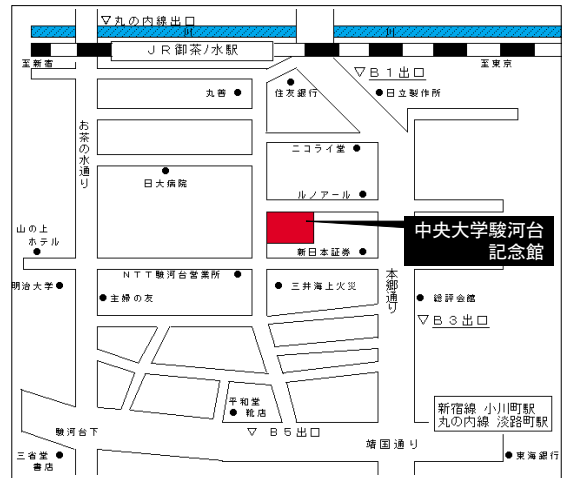 ▽丸の内線出口
川
川
JR御茶ノ水駅
至新宿
至東京
▽B1出口
丸善
住友銀行
日立製作所
お茶の水通り
ニコライ堂
日大病院
ルノアール
中央大学駿河台
記念館
山の上
ホテル
新日本証券
本郷通り
NTT駿河台営業所
明治大学
主婦の友
三井海上火災
総評会館
▽B3出口
平和堂
靴店
新宿線 小川町駅
丸の内線 淡路町駅
駿河台下
▽ B5出口
靖国通り
三省堂
書店
東海銀行